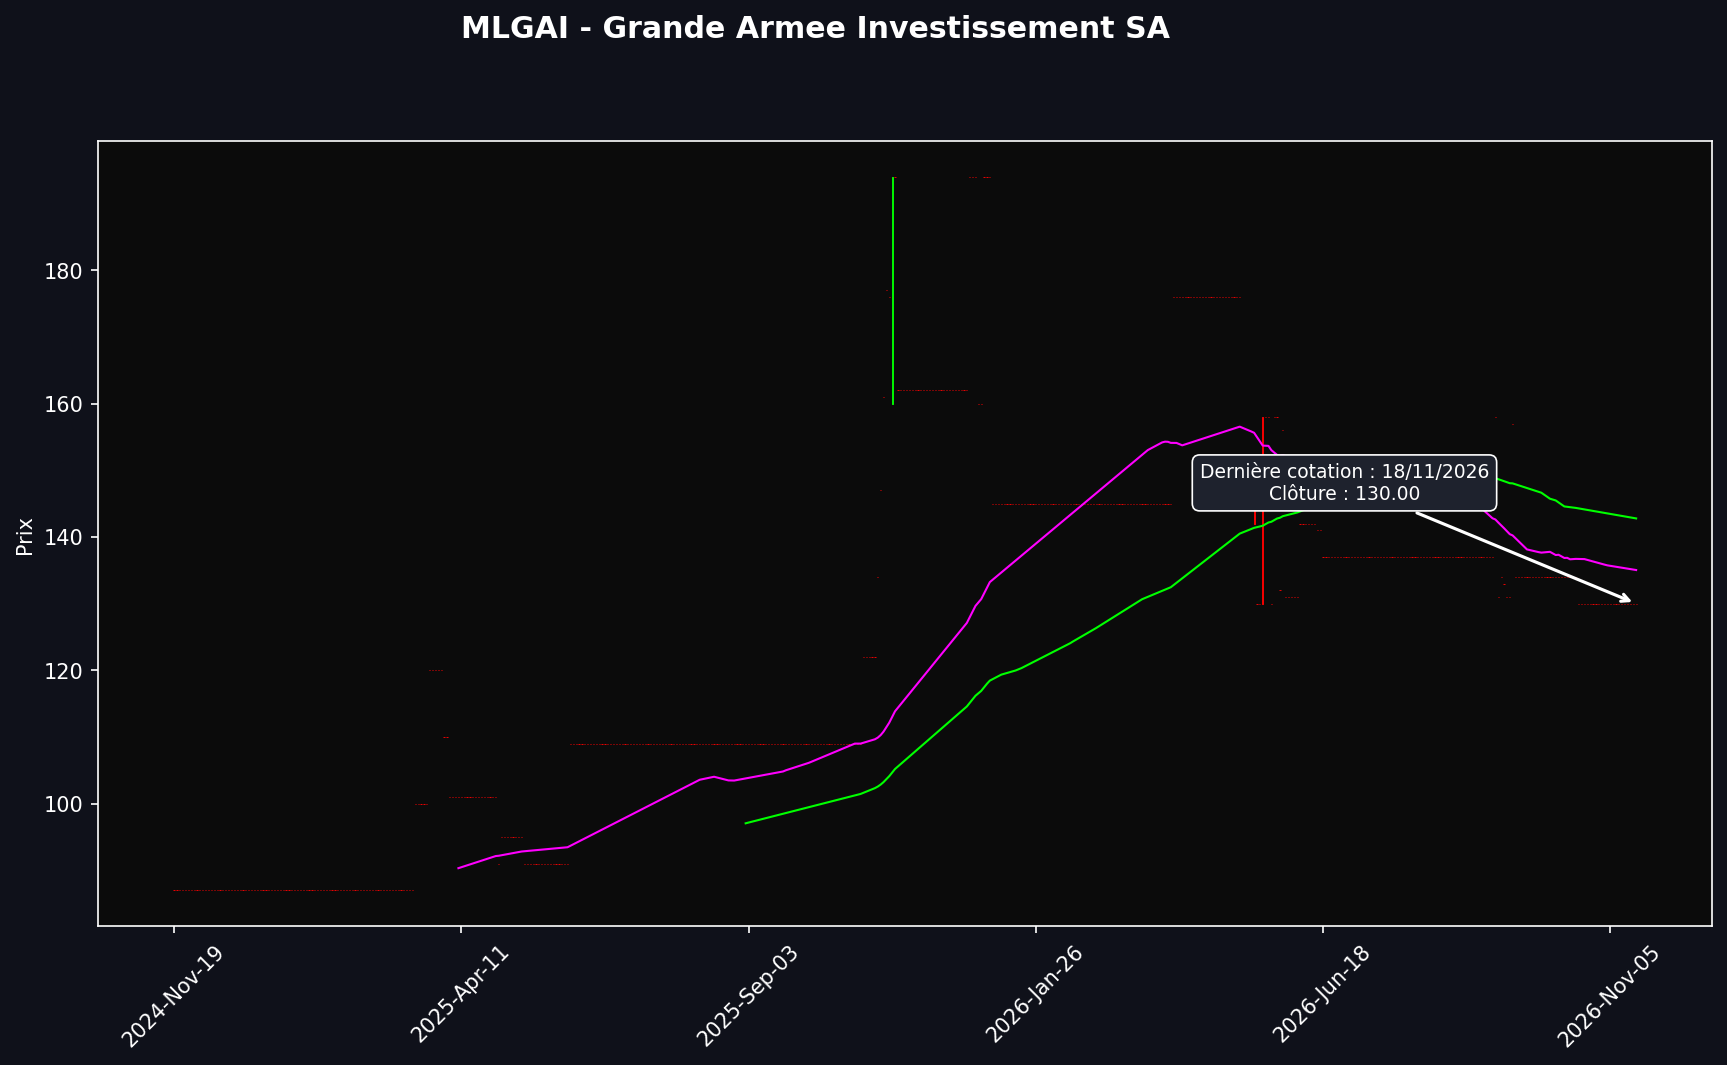 MLGAI - Grande Armee Investissement SA
Prix
180
160
140
120
100
Dernière cotation : 18/11/2026
Clôture : 130.00
2024-Nov-19
2025-Apr-11
2025-Sep-03
2026-Jan-26
2026-Jun-18
2026-Nov-05